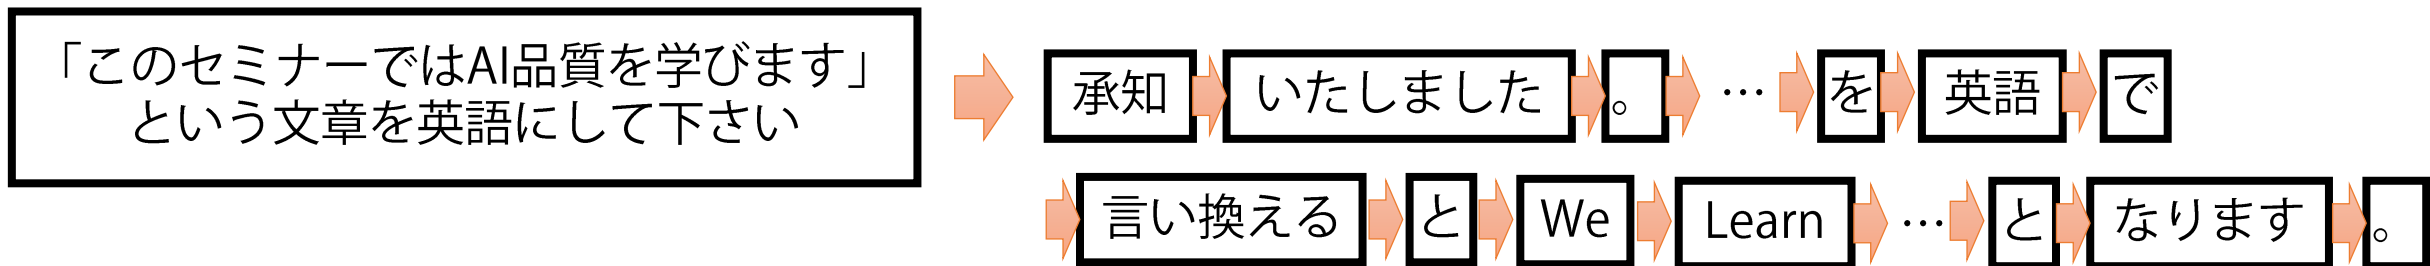 「このセミナーではAI品質を学びます」
という文章を英語にして下さい
承知 いたしました 。 … を 英語 で
言い換える と We Learn … と なります 。